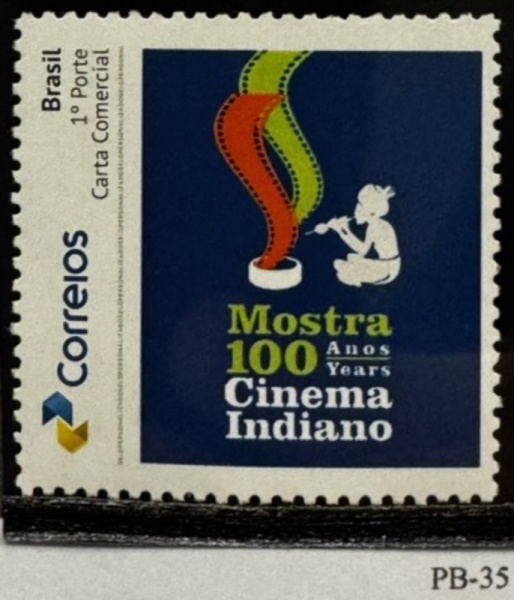 Brasil
1º Porte
Carta Comercial
Correios
Mostra
100 Anos
Years
Cinema
Indiano
PB-35